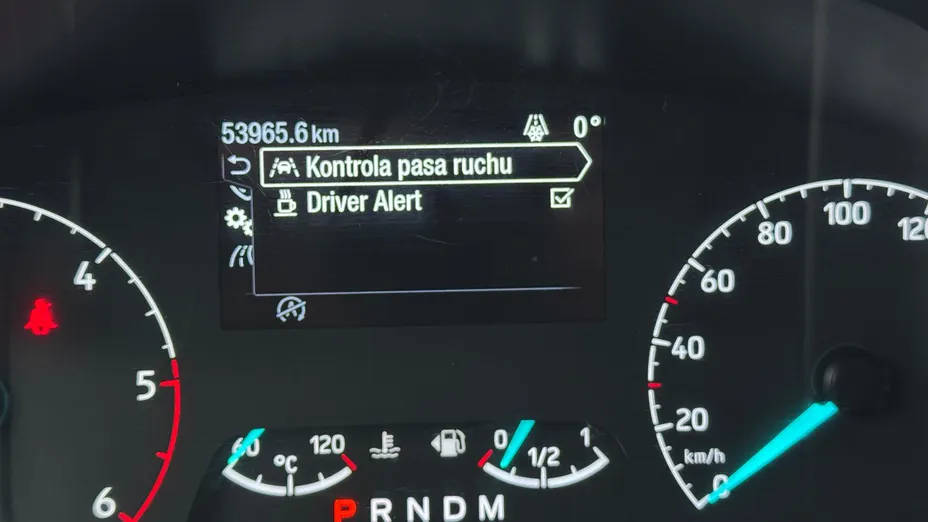 53965.6 km 0°
Kontrola pasa ruchu
Driver Alert
4
5
6
60 120
°C
0 1/2 1
P R N D M
0 20 40 60 80 100 120
km/h